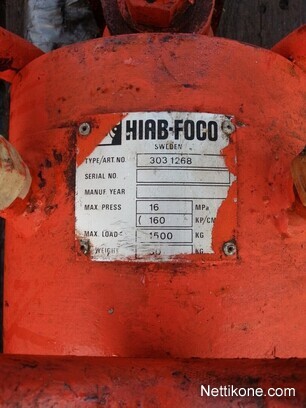 HIAB-FOCO
SWEDEN
TYPE/ART.NO 303 1268
SERIAL NO.
MANUF YEAR
MAX. PRESS 16 MPa
( 160 KP/CM
MAX. LOAD 1500 KG
WEIGHT KG
Nettikone.com